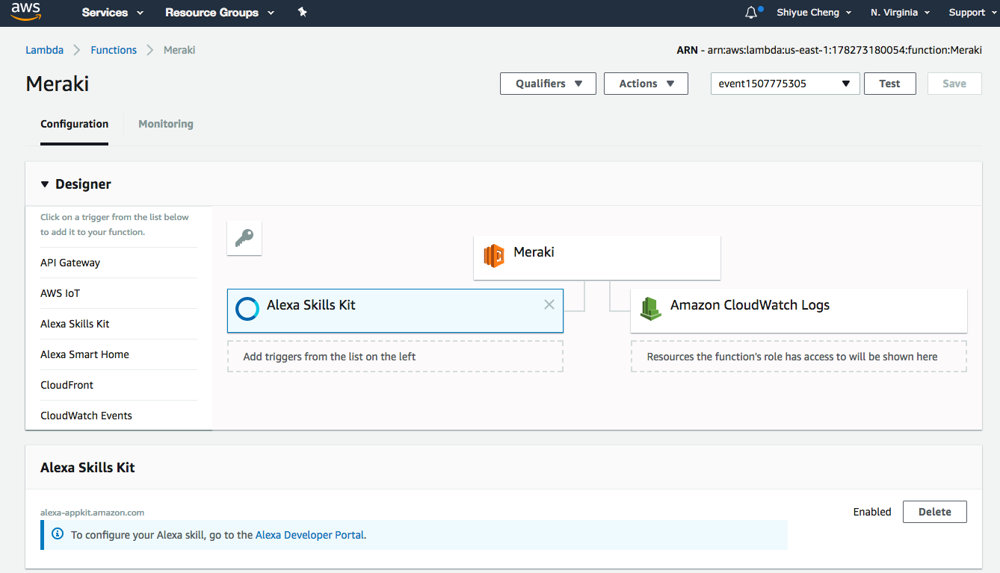 aws Services Resource Groups Shiyue Cheng N. Virginia Support
Lambda Functions Meraki ARN - arn:aws:lambda:us-east-1:178273180054:function:Meraki
Meraki Qualifiers Actions event1507775305 Test Save
Configuration Monitoring
Designer
Click on a trigger from the list below
to add it to your function.
Meraki
API Gateway
AWS IoT
Alexa Skills Kit Amazon CloudWatch Logs
Alexa Skills Kit
Alexa Smart Home Add triggers from the list on the left Resources the function's role has access to will be shown here
CloudFront
CloudWatch Events
Alexa Skills Kit
alexa-appkit.amazon.com Enabled Delete
To configure your Alexa skill, go to the Alexa Developer Portal.